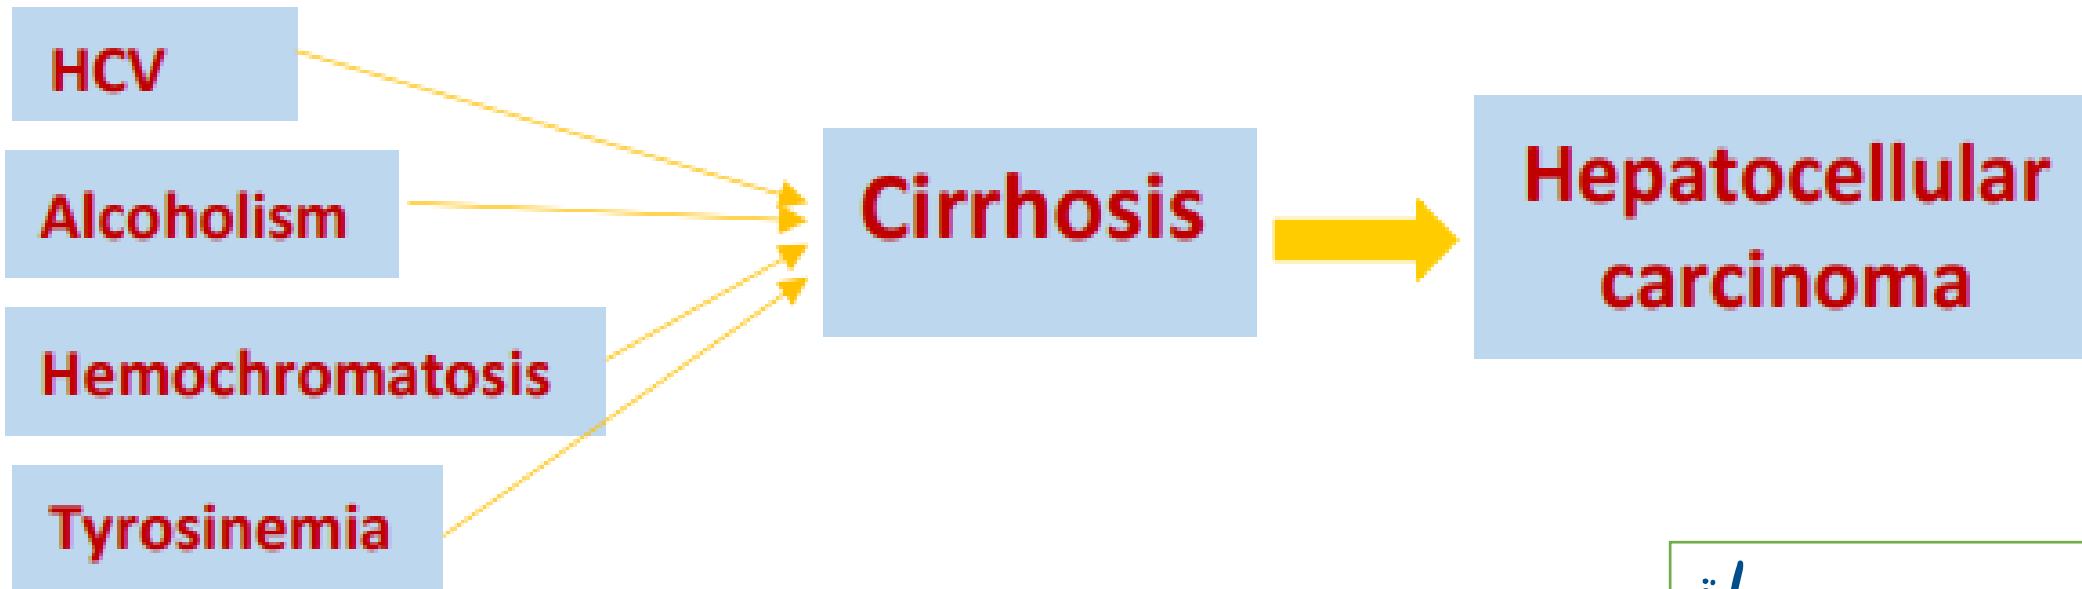 HCV
Alcoholism
Hemochromatosis
Tyrosinemia
Cirrhosis
Hepatocellular
carcinoma